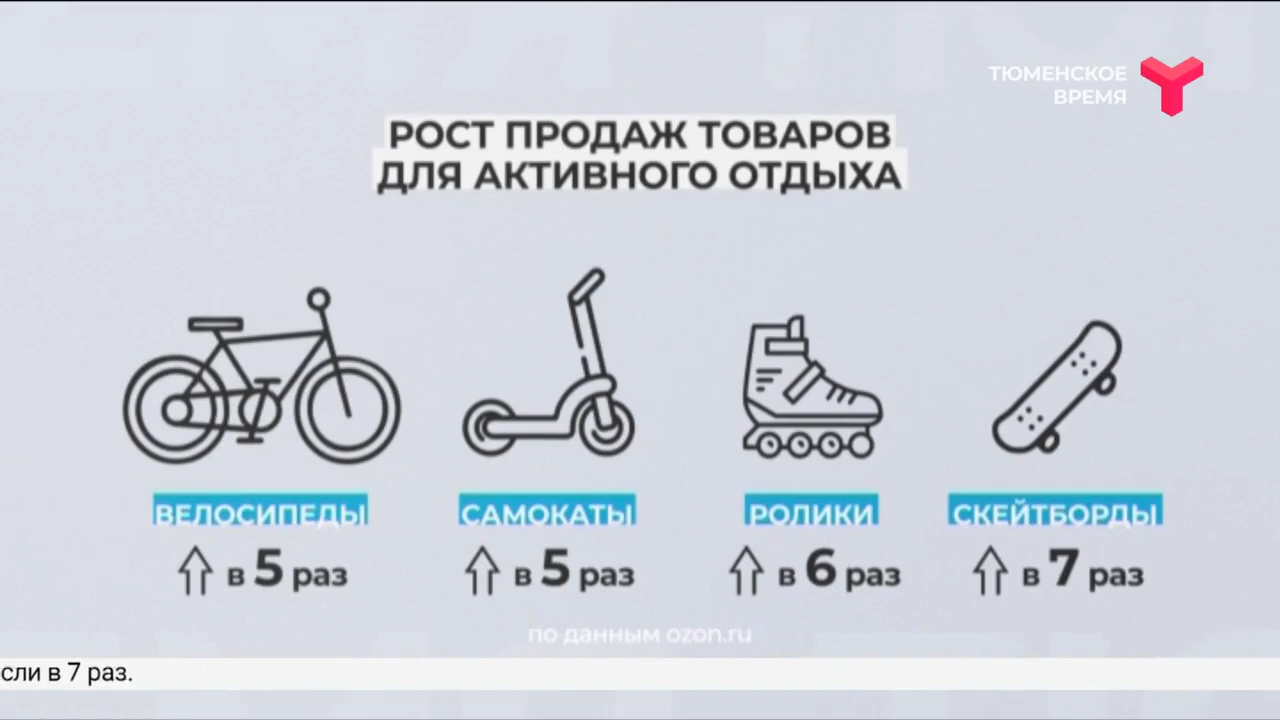 ТЮМЕНСКОЕ
ВРЕМЯ
РОСТ ПРОДАЖ ТОВАРОВ
ДЛЯ АКТИВНОГО ОТДЫХА
ВЕЛОСИПЕДЫ
в 5 раз
САМОКАТЫ
в 5 раз
РОЛИКИ
в 6 раз
СКЕЙТБОРДЫ
в 7 раз
по данным ozon.ru
сли в 7 раз.